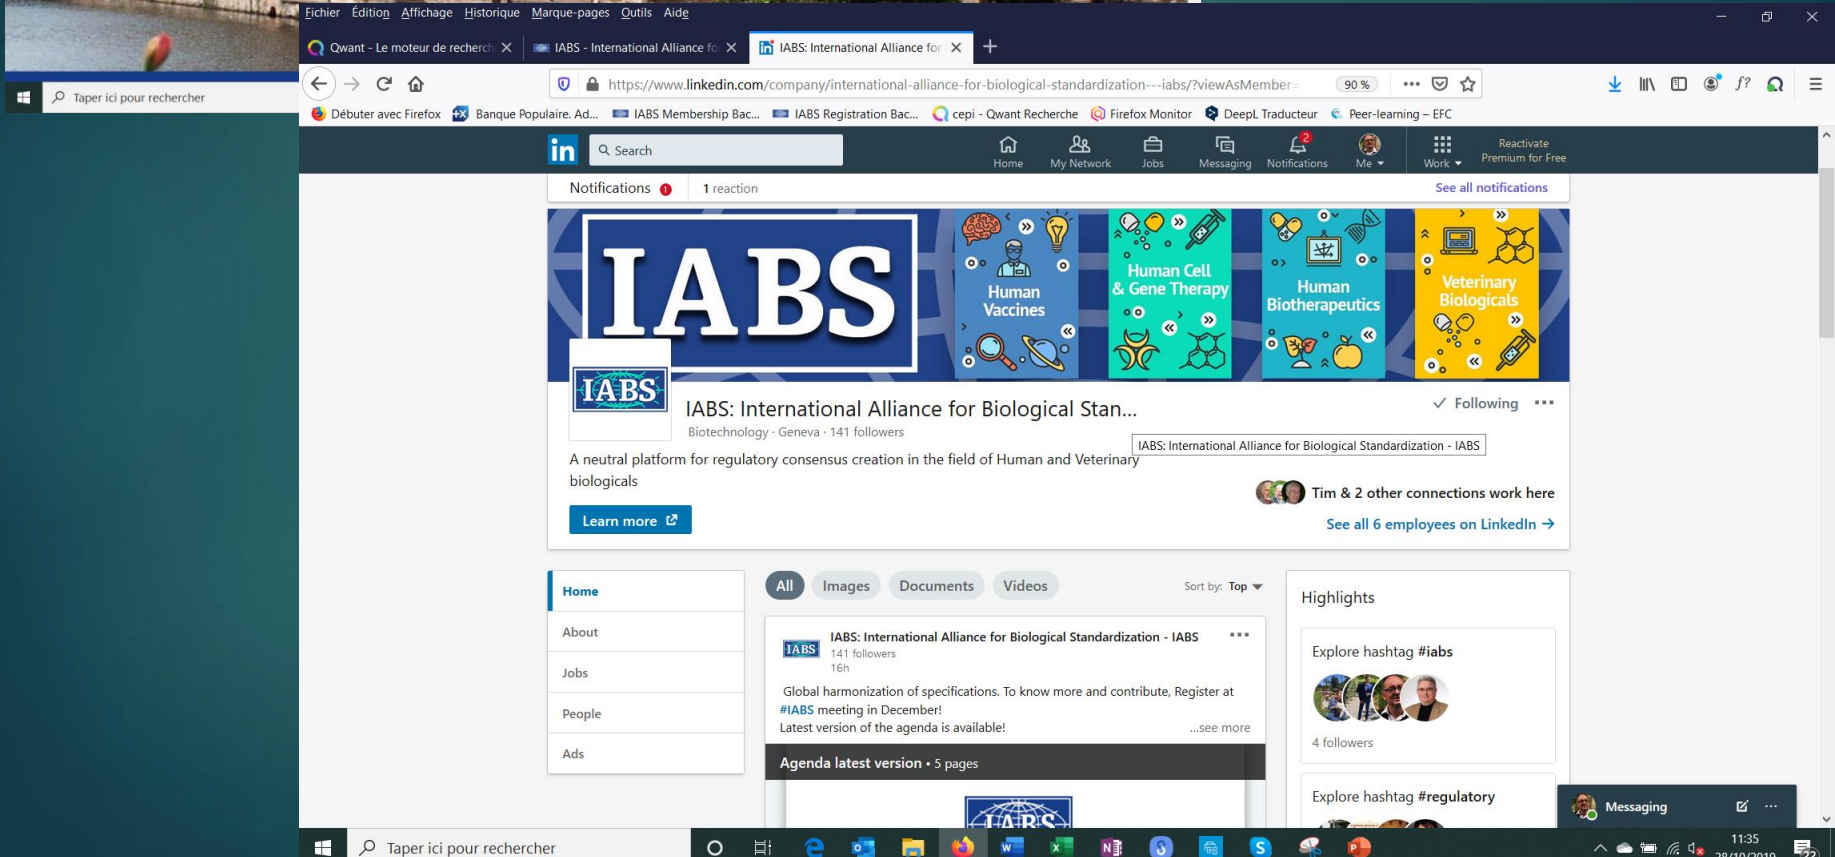 Taper ici pour rechercher
Fichier Édition Affichage Historique Marque-pages Outils Aide
Qwant - Le moteur de recherch
IABS - International Alliance fo
IABS: International Alliance for
https://www.linkedin.com/company/international-alliance-for-biological-standardization---iabs/?viewAsMember=
90 %
Débuter avec Firefox Banque Populaire. Ad... IABS Membership Bac... IABS Registration Bac... cepi - Qwant Recherche Firefox Monitor DeepL Traducteur Peer-learning – EFC
in Search
Home My Network Jobs Messaging 2 Notifications Me Work
Reactivate
Premium for Free
Notifications 1 1 reaction See all notifications
IABS
Human
Vaccines
Human Cell
& Gene Therapy
Human
Biotherapeutics
Veterinary
Biologicals
IABS
IABS: International Alliance for Biological Stan...
Following
Biotechnology · Geneva · 141 followers
IABS: International Alliance for Biological Standardization - IABS
A neutral platform for regulatory consensus creation in the field of Human and Veterinary
biologicals
Tim & 2 other connections work here
Learn more
See all 6 employees on LinkedIn →
Home
About
Jobs
People
Ads
All Images Documents Videos
Sort by: Top
IABS
IABS: International Alliance for Biological Standardization - IABS
141 followers
16h
Global harmonization of specifications. To know more and contribute, Register at
#IABS meeting in December!
Latest version of the agenda is available! ...see more
Agenda latest version • 5 pages
IABS
Highlights
Explore hashtag #iabs
4 followers
Explore hashtag #regulatory
Messaging
Taper ici pour rechercher
11:35
28/10/2019